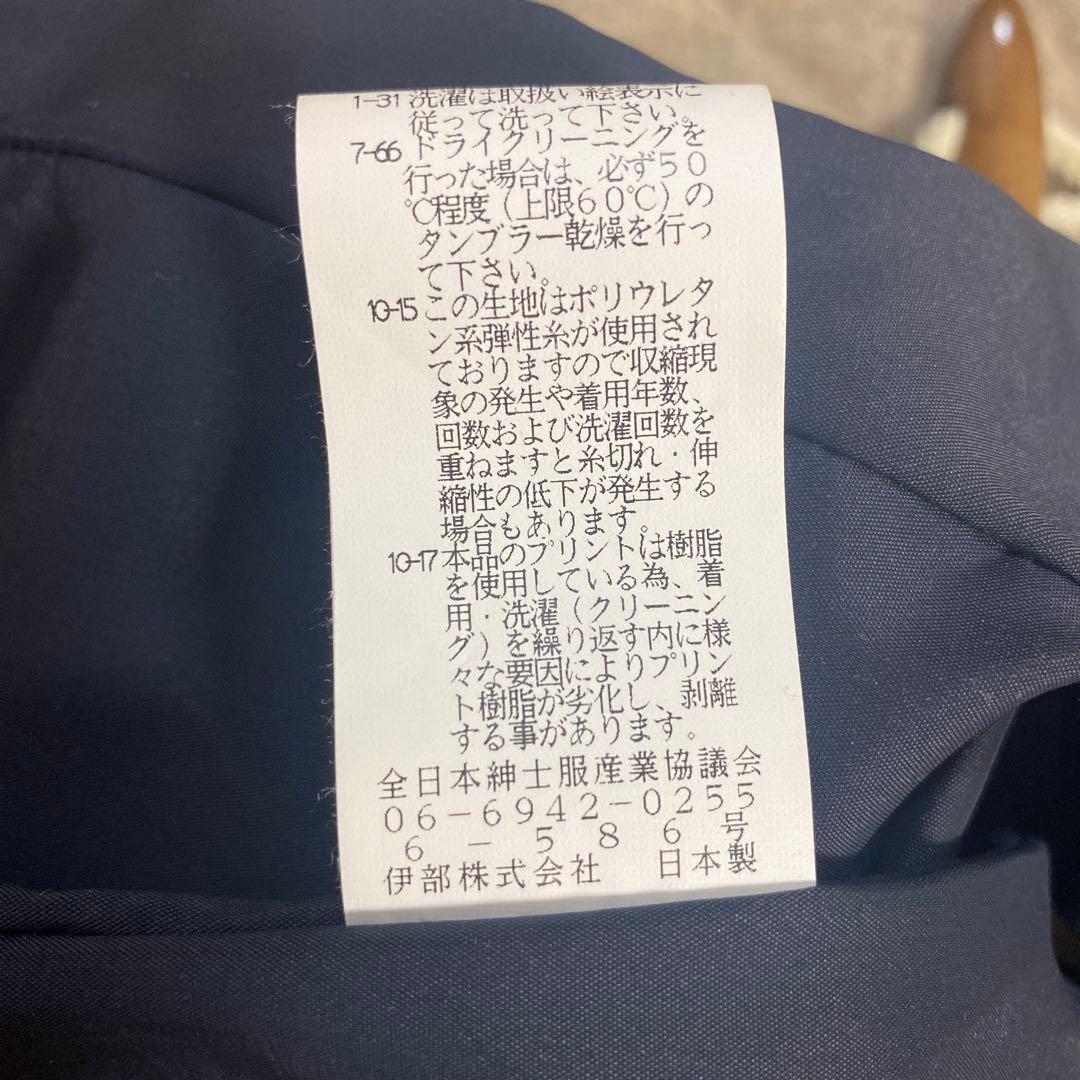 1-31 洗濯は取扱い絵表示に
従って洗って下さい。
7-66 ドライクリーニングを
行った場合は、必ず50
℃程度(上限60℃)の
タンブラー乾燥を行っ
て下さい。
10-15 この生地はポリウレタ
ン系弾性糸が使用され
ておりますので収縮現
象の発生や着用年数、
回数および洗濯回数を
重ねますと糸切れ・伸
縮性の低下が発生する
場合もあります。
10-17 本品のプリントは樹脂
を使用している為、着
用・洗濯(クリーニン
グ)を繰り返す内に様
々な要因によりプリン
ト樹脂が劣化し、剥離
する事があります。
全日本紳士服産業協議会
06-6942-0255
6-586号
伊部株式会社 日本製